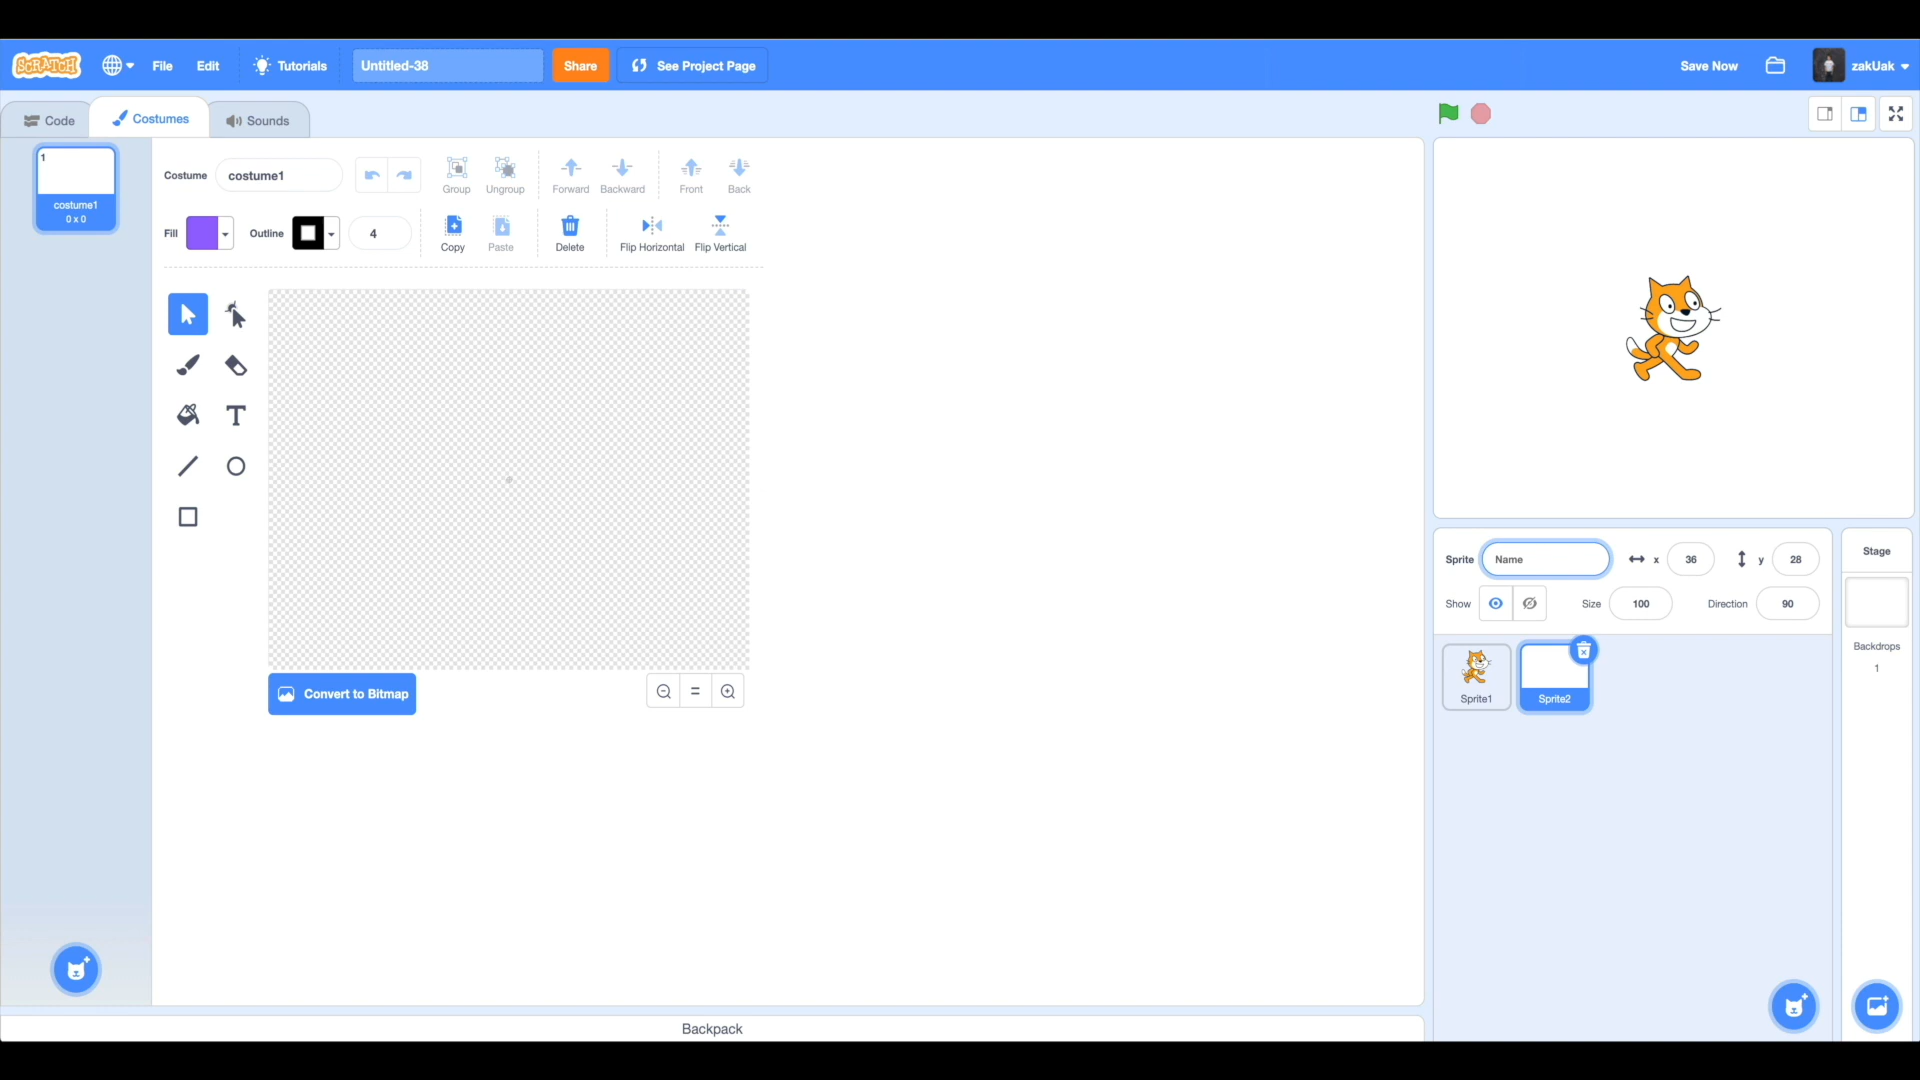 SCRATCH File Edit Tutorials Untitled-38 Share See Project Page Save Now zakUak
Code Costumes Sounds
1
costume1
0 x 0
Costume costume1 Group Ungroup Forward Backward Front Back
Fill Outline 4 Copy Paste Delete Flip Horizontal Flip Vertical
T
Convert to Bitmap
Backpack
Sprite Name x 36 y 28
Show Size 100 Direction 90
Sprite1 Sprite2
Stage
Backdrops
1